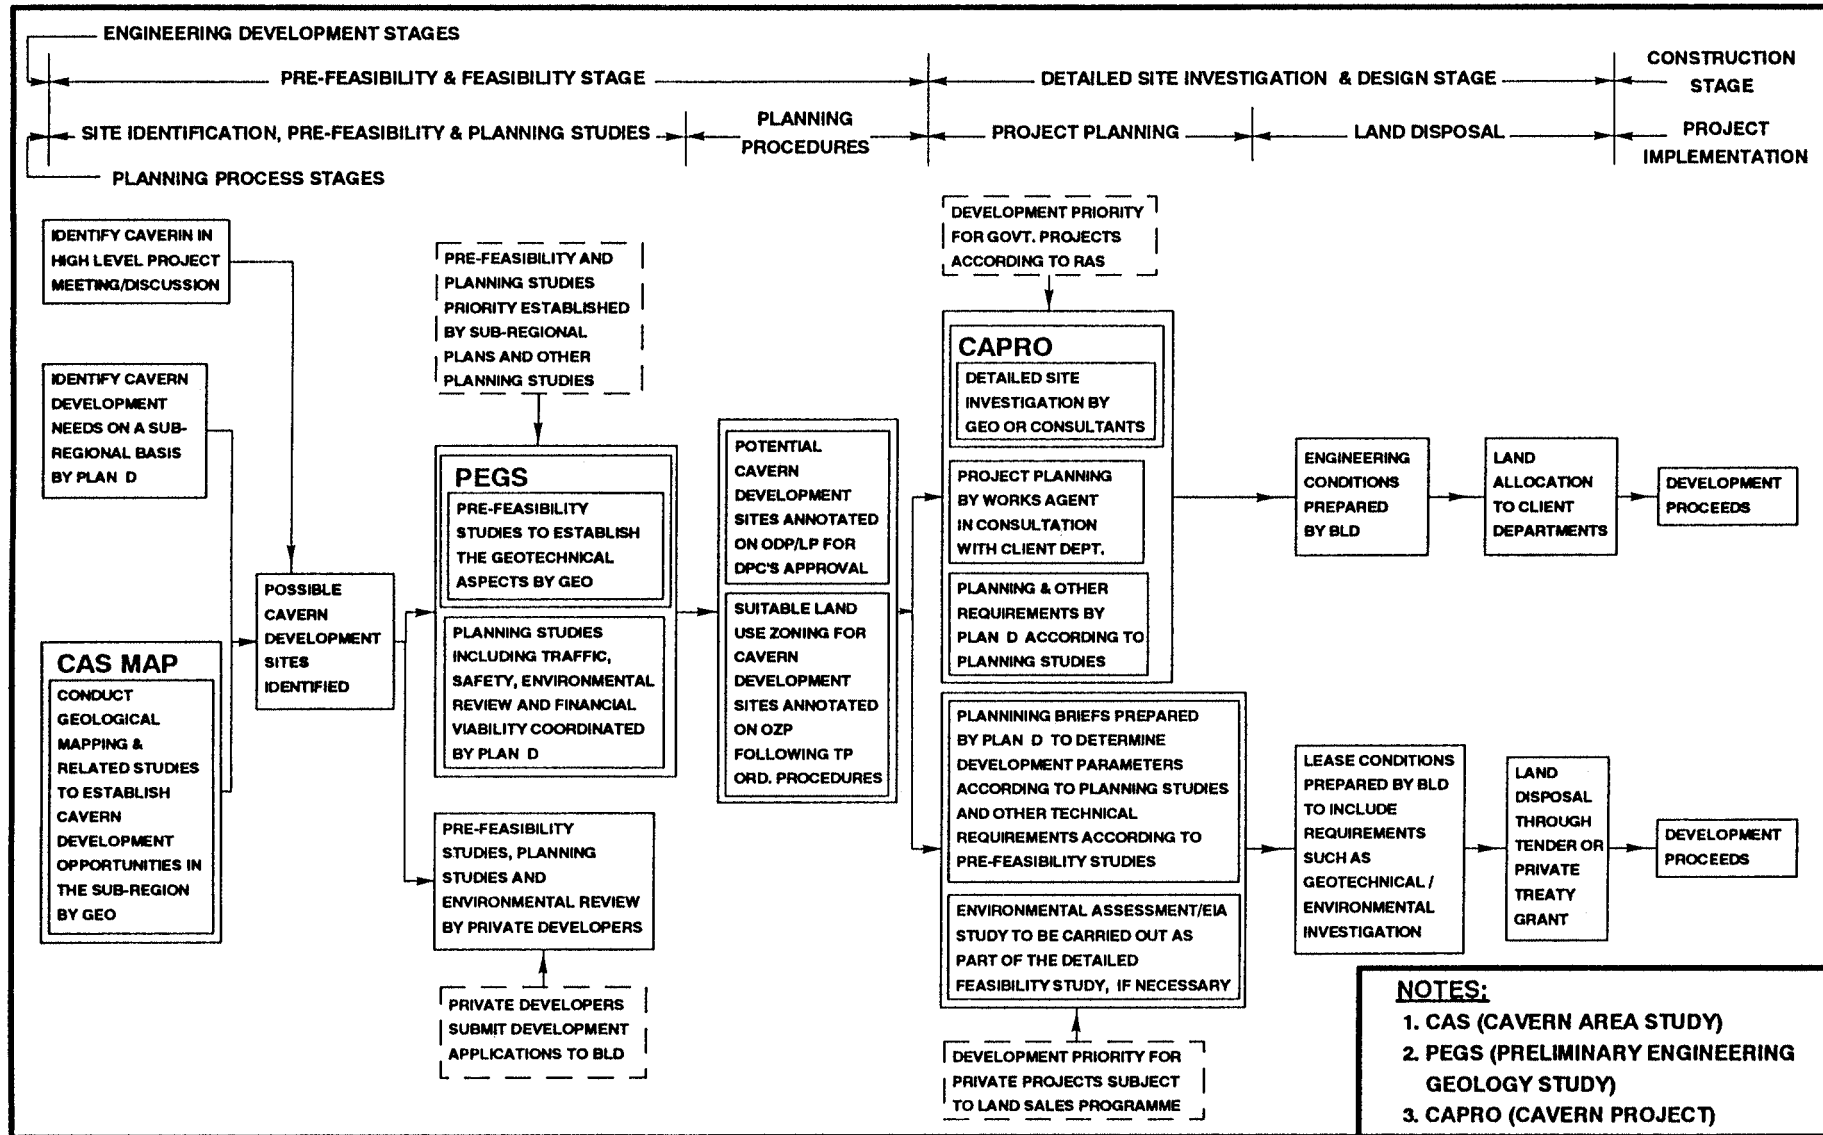 ENGINEERING DEVELOPMENT STAGES
PRE-FEASIBILITY & FEASIBILITY STAGE
DETAILED SITE INVESTIGATION & DESIGN STAGE
CONSTRUCTION
STAGE
SITE IDENTIFICATION, PRE-FEASIBILITY & PLANNING STUDIES
PLANNING
PROCEDURES
PROJECT PLANNING
LAND DISPOSAL
PROJECT
IMPLEMENTATION
PLANNING PROCESS STAGES
IDENTIFY CAVERIN IN
HIGH LEVEL PROJECT
MEETING/DISCUSSION
IDENTIFY CAVERN
DEVELOPMENT
NEEDS ON A SUB-
REGIONAL BASIS
BY PLAN D
CAS MAP
CONDUCT
GEOLOGICAL
MAPPING &
RELATED STUDIES
TO ESTABLISH
CAVERN
DEVELOPMENT
OPPORTUNITIES IN
THE SUB-REGION
BY GEO
POSSIBLE
CAVERN
DEVELOPMENT
SITES
IDENTIFIED
PRE-FEASIBILITY AND
PLANNING STUDIES
PRIORITY ESTABLISHED
BY SUB-REGIONAL
PLANS AND OTHER
PLANNING STUDIES
PEGS
PRE-FEASIBILITY
STUDIES TO ESTABLISH
THE GEOTECHNICAL
ASPECTS BY GEO
PLANNING STUDIES
INCLUDING TRAFFIC,
SAFETY, ENVIRONMENTAL
REVIEW AND FINANCIAL
VIABILITY COORDINATED
BY PLAN D
PRE-FEASIBILITY
STUDIES, PLANNING
STUDIES AND
ENVIRONMENTAL REVIEW
BY PRIVATE DEVELOPERS
PRIVATE DEVELOPERS
SUBMIT DEVELOPMENT
APPLICATIONS TO BLD
POTENTIAL
CAVERN
DEVELOPMENT
SITES ANNOTATED
ON ODP/LP FOR
DPC'S APPROVAL
SUITABLE LAND
USE ZONING FOR
CAVERN
DEVELOPMENT
SITES ANNOTATED
ON OZP
FOLLOWING TP
ORD. PROCEDURES
DEVELOPMENT PRIORITY
FOR GOVT. PROJECTS
ACCORDING TO RAS
CAPRO
DETAILED SITE
INVESTIGATION BY
GEO OR CONSULTANTS
PROJECT PLANNING
BY WORKS AGENT
IN CONSULTATION
WITH CLIENT DEPT.
PLANNING & OTHER
REQUIREMENTS BY
PLAN D ACCORDING TO
PLANNING STUDIES
PLANNINING BRIEFS PREPARED
BY PLAN D TO DETERMINE
DEVELOPMENT PARAMETERS
ACCORDING TO PLANNING STUDIES
AND OTHER TECHNICAL
REQUIREMENTS ACCORDING TO
PRE-FEASIBILITY STUDIES
ENVIRONMENTAL ASSESSMENT/EIA
STUDY TO BE CARRIED OUT AS
PART OF THE DETAILED
FEASIBILITY STUDY, IF NECESSARY
DEVELOPMENT PRIORITY FOR
PRIVATE PROJECTS SUBJECT
TO LAND SALES PROGRAMME
ENGINEERING
CONDITIONS
PREPARED
BY BLD
LAND
ALLOCATION
TO CLIENT
DEPARTMENTS
DEVELOPMENT
PROCEEDS
LEASE CONDITIONS
PREPARED BY BLD
TO INCLUDE
REQUIREMENTS
SUCH AS
GEOTECHNICAL /
ENVIRONMENTAL
INVESTIGATION
LAND
DISPOSAL
THROUGH
TENDER OR
PRIVATE
TREATY
GRANT
DEVELOPMENT
PROCEEDS
NOTES:
1. CAS (CAVERN AREA STUDY)
2. PEGS (PRELIMINARY ENGINEERING
GEOLOGY STUDY)
3. CAPRO (CAVERN PROJECT)